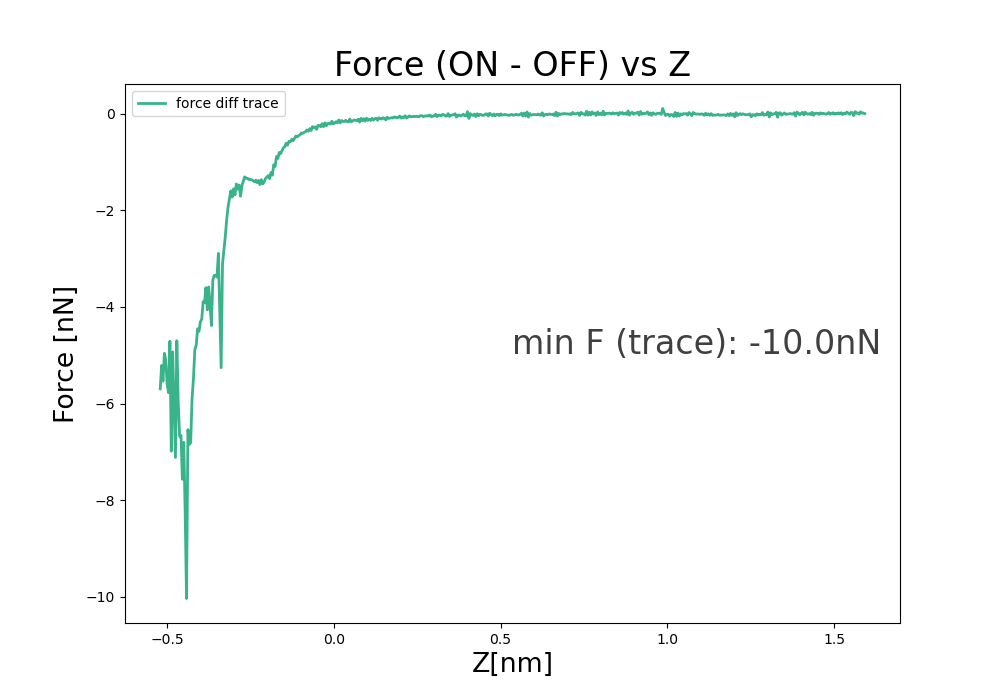 Force (ON - OFF) vs Z
force diff trace
Force [nN]
0
−2
−4
−6
−8
−10
min F (trace): -10.0nN
−0.5
0.0
0.5
1.0
1.5
Z[nm]